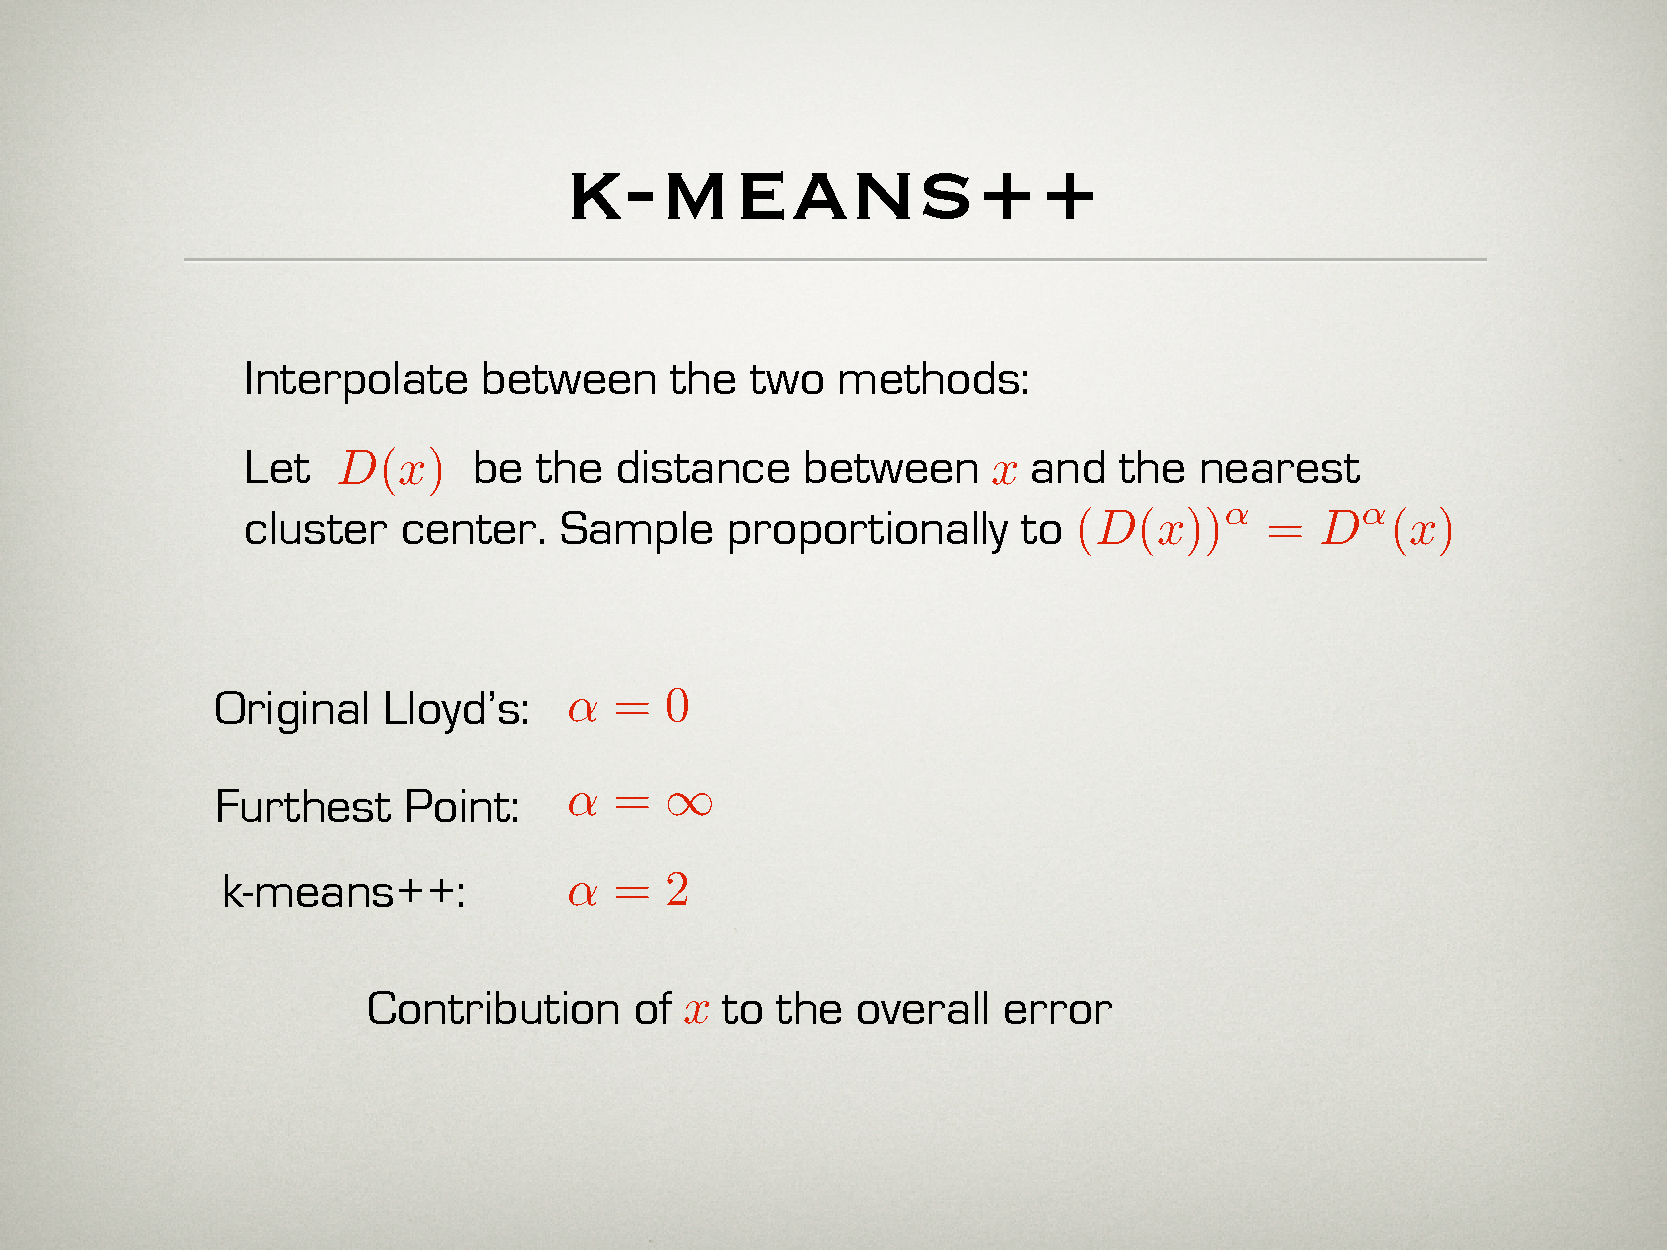 K-MEANS++
Interpolate between the two methods:
Let D(x) be the distance between x and the nearest
cluster center. Sample proportionally to (D(x))^α = D^α(x)
Original Lloyd’s: α = 0
Furthest Point: α = ∞
k-means++: α = 2
Contribution of x to the overall error